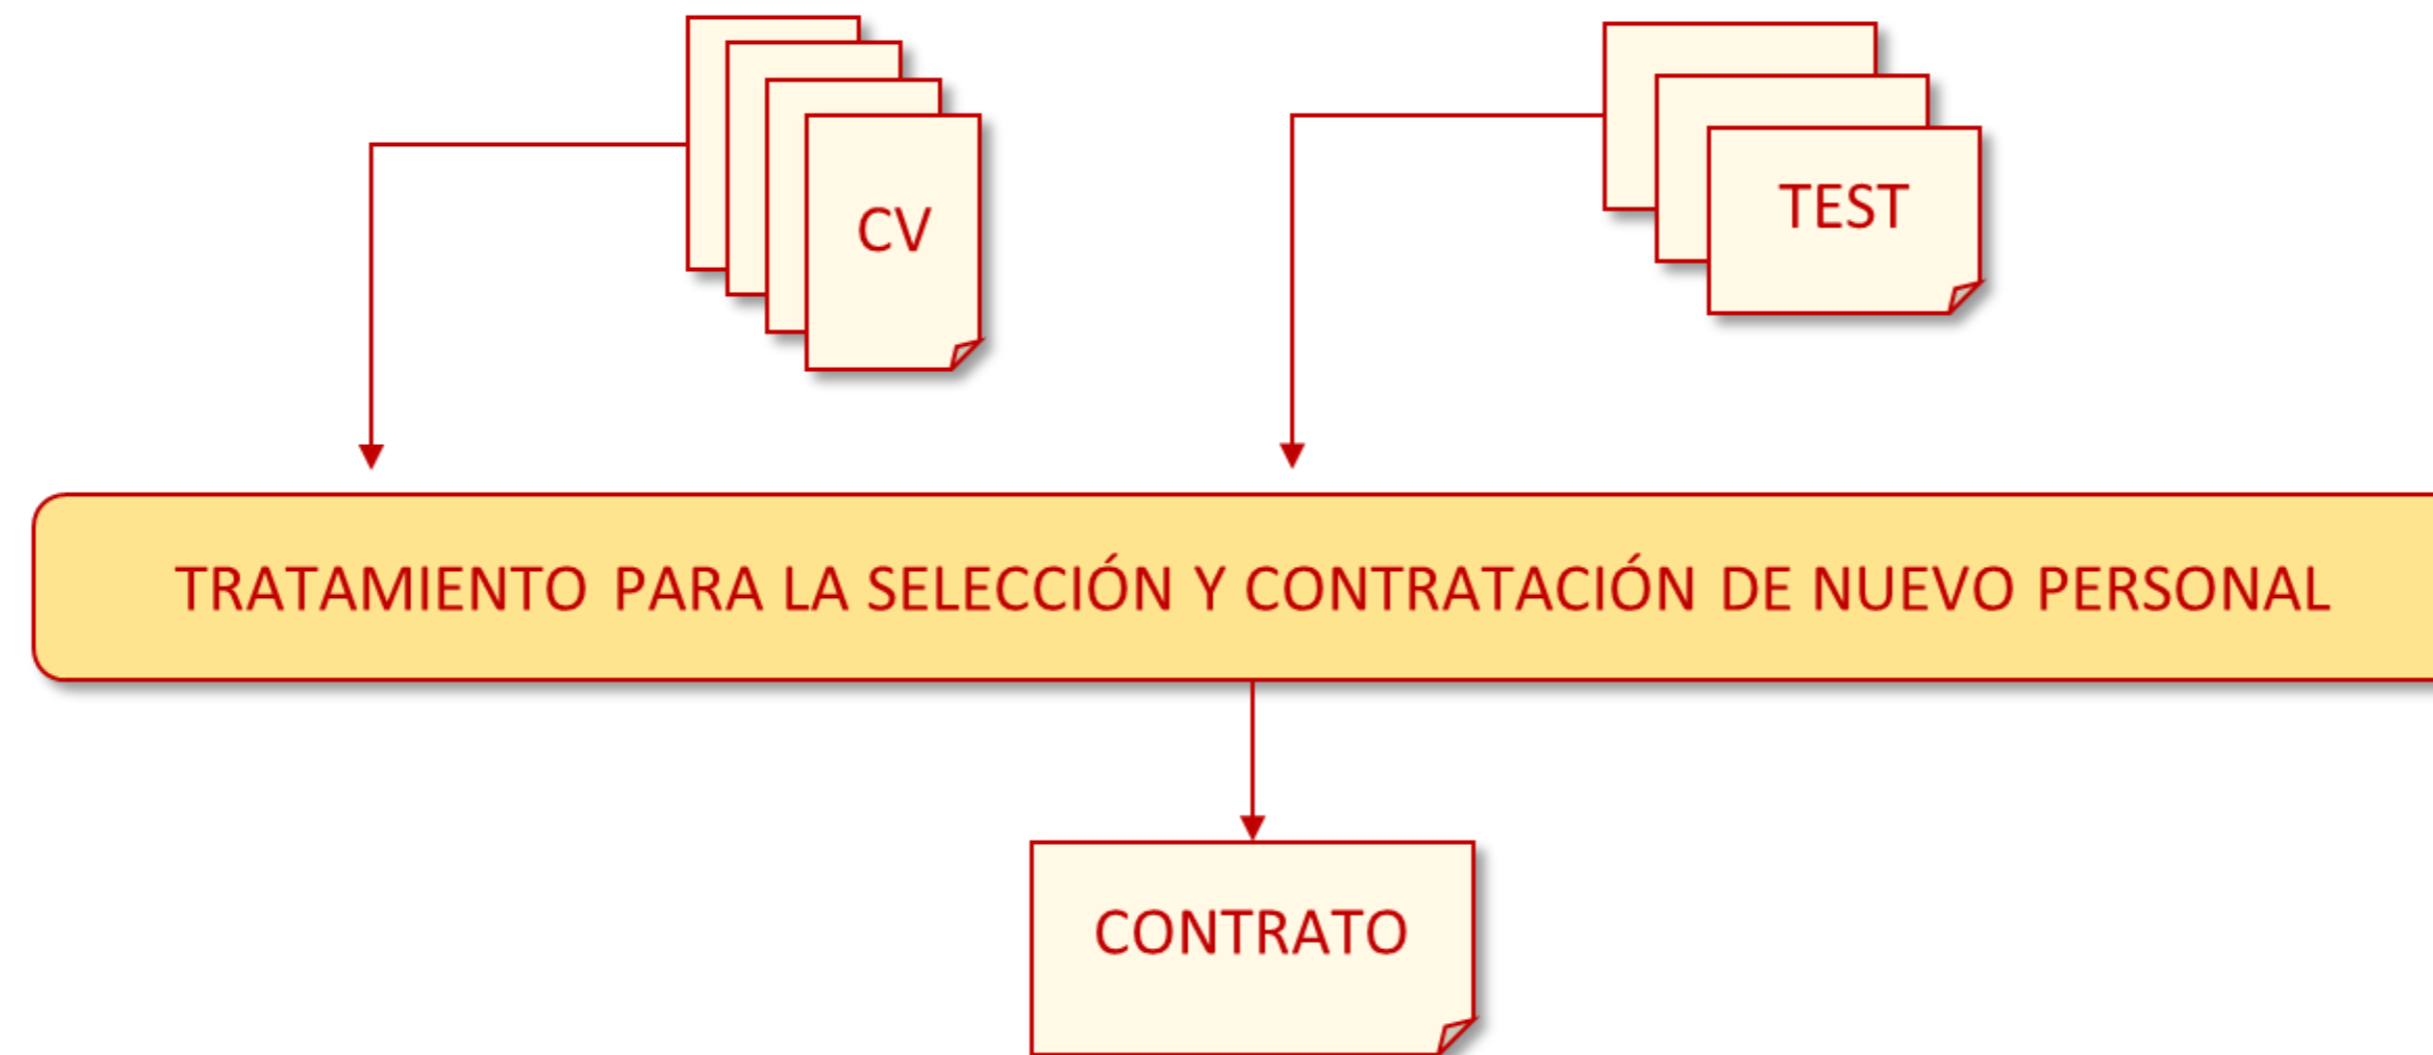 CV
TEST
TRATAMIENTO PARA LA SELECCIÓN Y CONTRATACIÓN DE NUEVO PERSONAL
CONTRATO